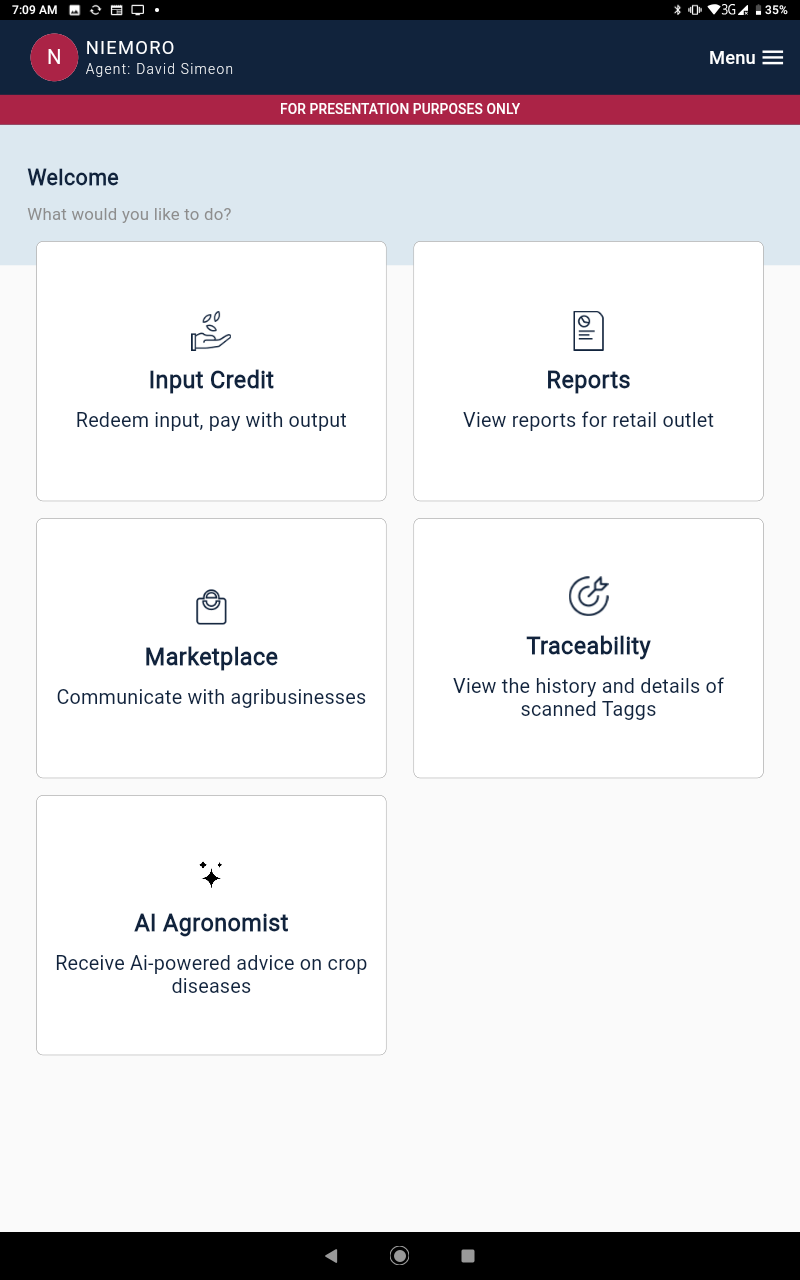 7:09 AM
3G
35%
N
NIEMORO
Agent: David Simeon
Menu
FOR PRESENTATION PURPOSES ONLY
Welcome
What would you like to do?
Input Credit
Redeem input, pay with output
Reports
View reports for retail outlet
Marketplace
Communicate with agribusinesses
Traceability
View the history and details of
scanned Taggs
AI Agronomist
Receive Ai-powered advice on crop
diseases